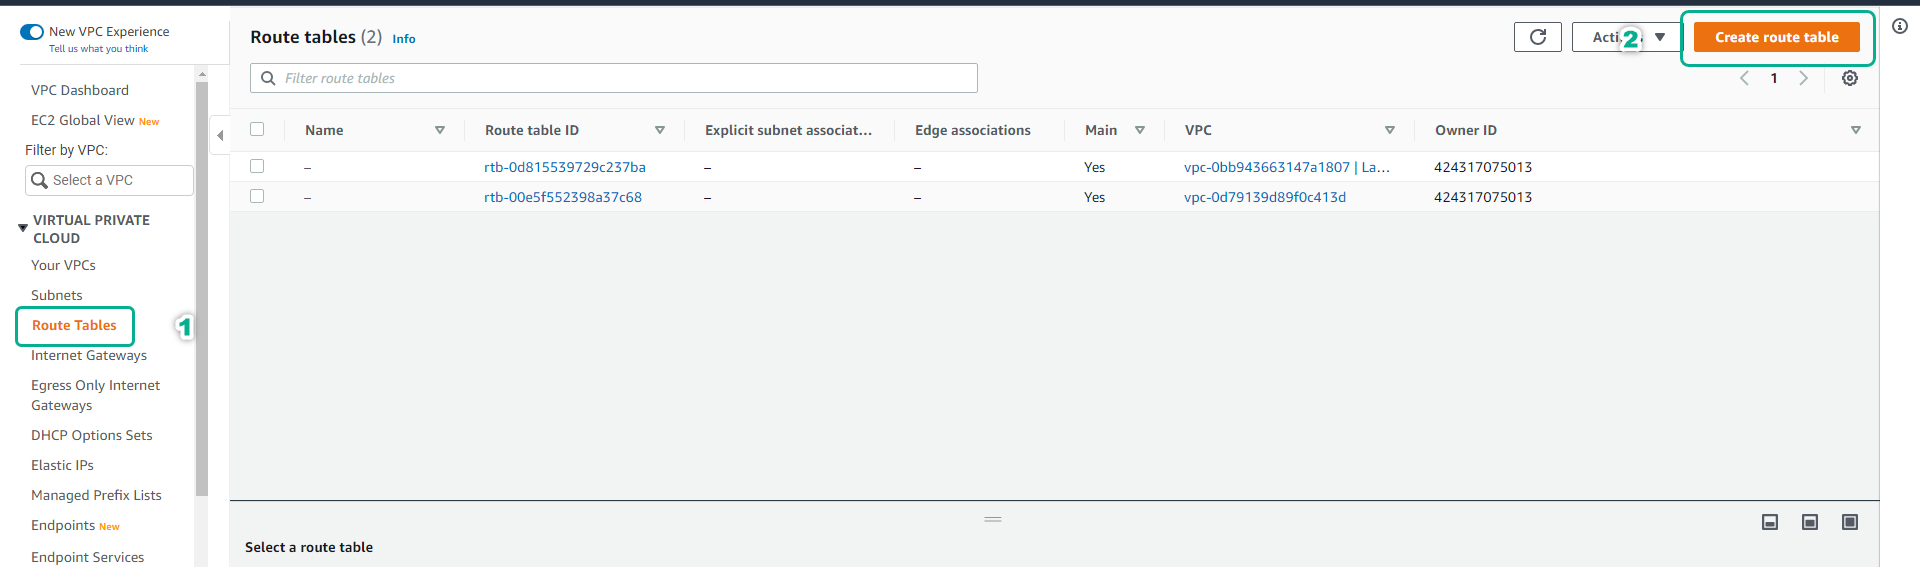 New VPC Experience
Tell us what you think
VPC Dashboard
EC2 Global View New
Filter by VPC:
Select a VPC
VIRTUAL PRIVATE
CLOUD
Your VPCs
Subnets
Route Tables
1
Internet Gateways
Egress Only Internet
Gateways
DHCP Options Sets
Elastic IPs
Managed Prefix Lists
Endpoints New
Endpoint Services
Route tables (2) Info
2
Create route table
Filter route tables
1
Name Route table ID Explicit subnet associat... Edge associations Main VPC Owner ID
– rtb-0d815539729c237ba – – Yes vpc-0bb943663147a1807 | La... 424317075013
– rtb-00e5f552398a37c68 – – Yes vpc-0d79139d89f0c413d 424317075013
Select a route table